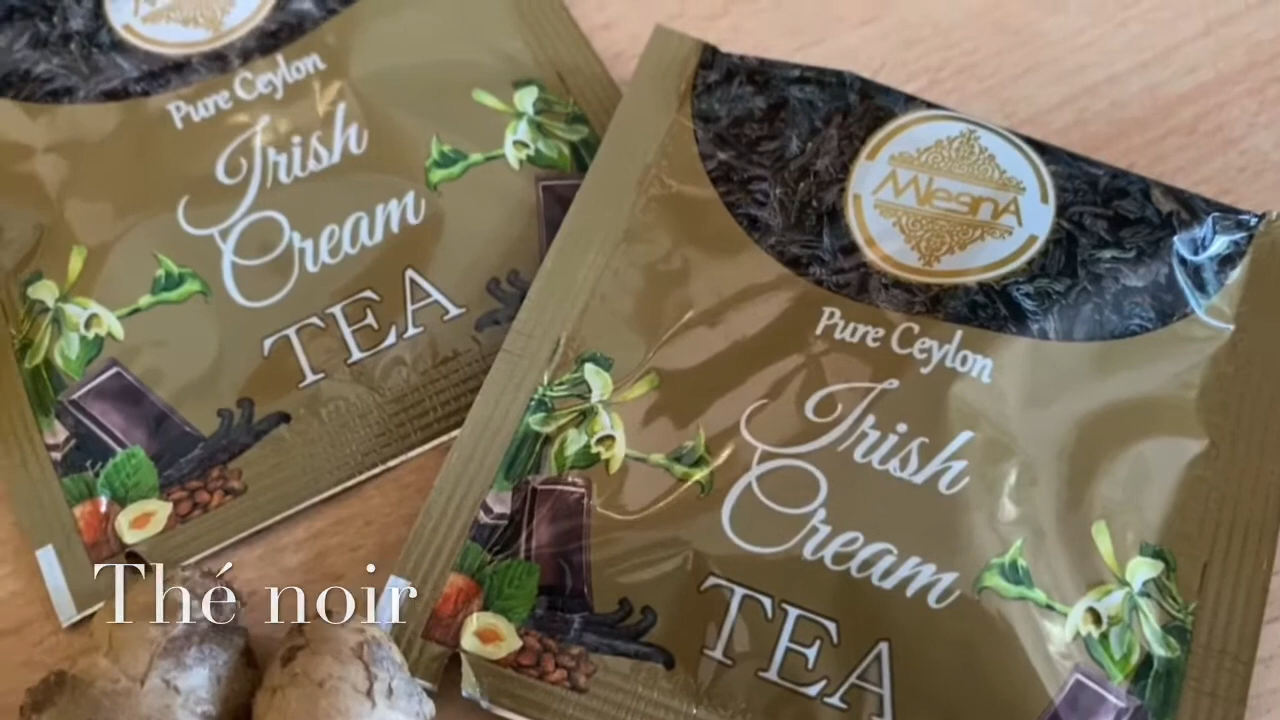 Pure Ceylon
Irish
Cream
TEA
MlesnA
Pure Ceylon
Irish
Cream
TEA
Thé noir